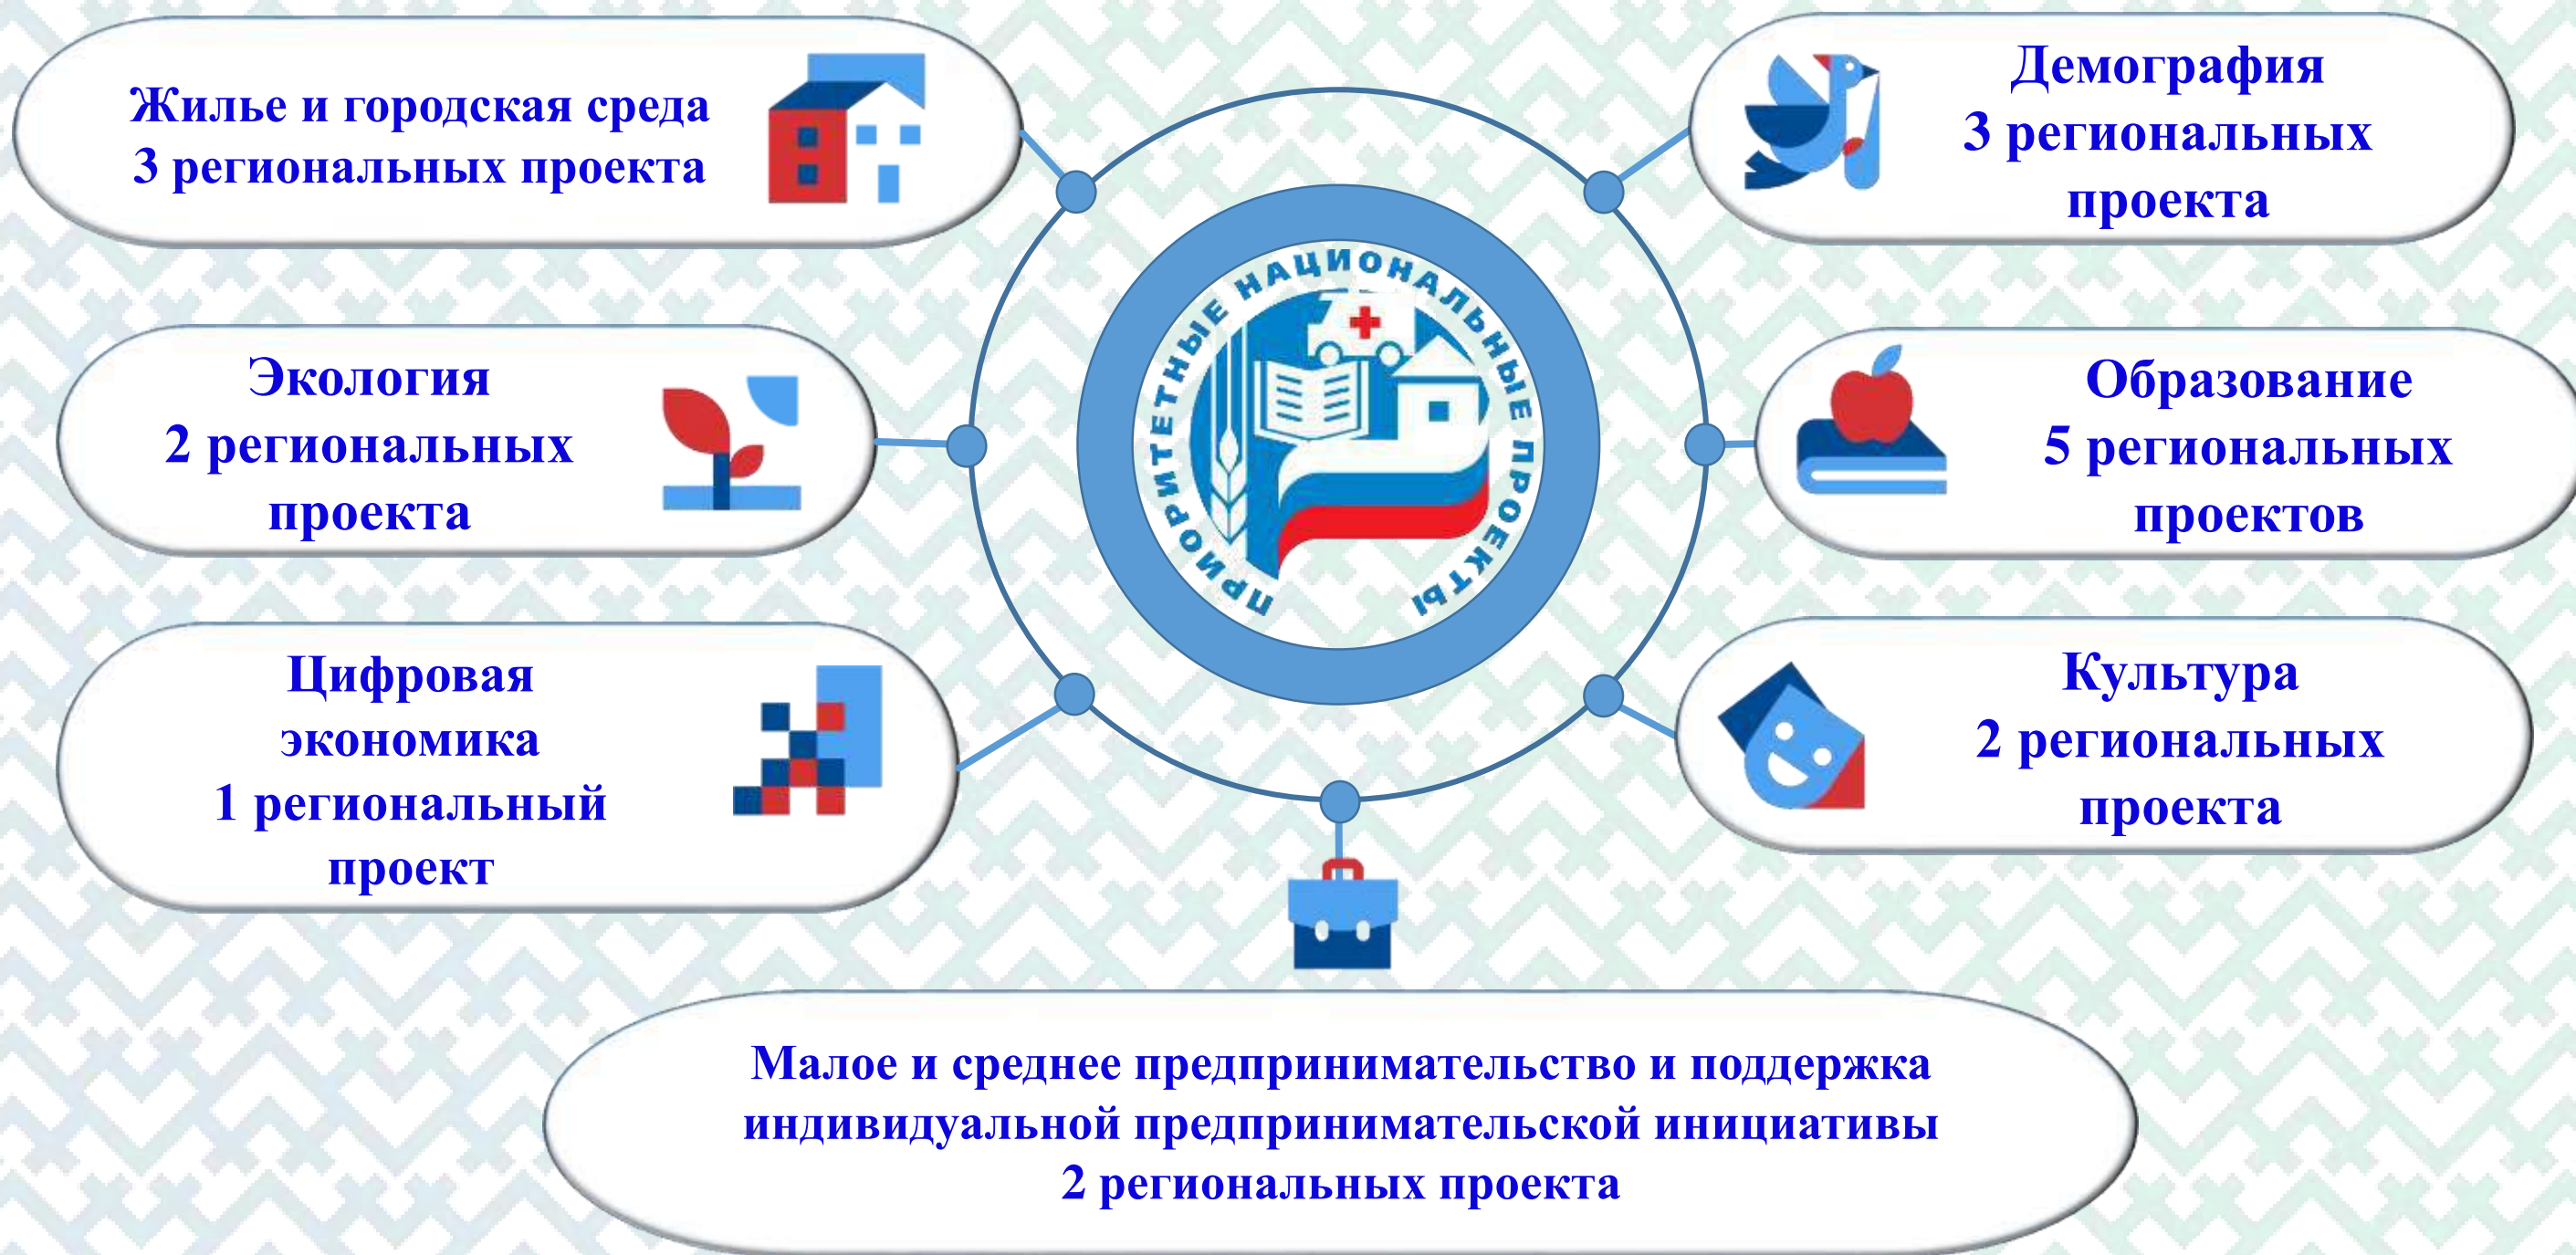 Жилье и городская среда
3 региональных проекта
Демография
3 региональных
проекта
Экология
2 региональных
проекта
ПРИОРИТЕТНЫЕ НАЦИОНАЛЬНЫЕ ПРОЕКТЫ
Образование
5 региональных
проектов
Цифровая
экономика
1 региональный
проект
Культура
2 региональных
проекта
Малое и среднее предпринимательство и поддержка
индивидуальной предпринимательской инициативы
2 региональных проекта